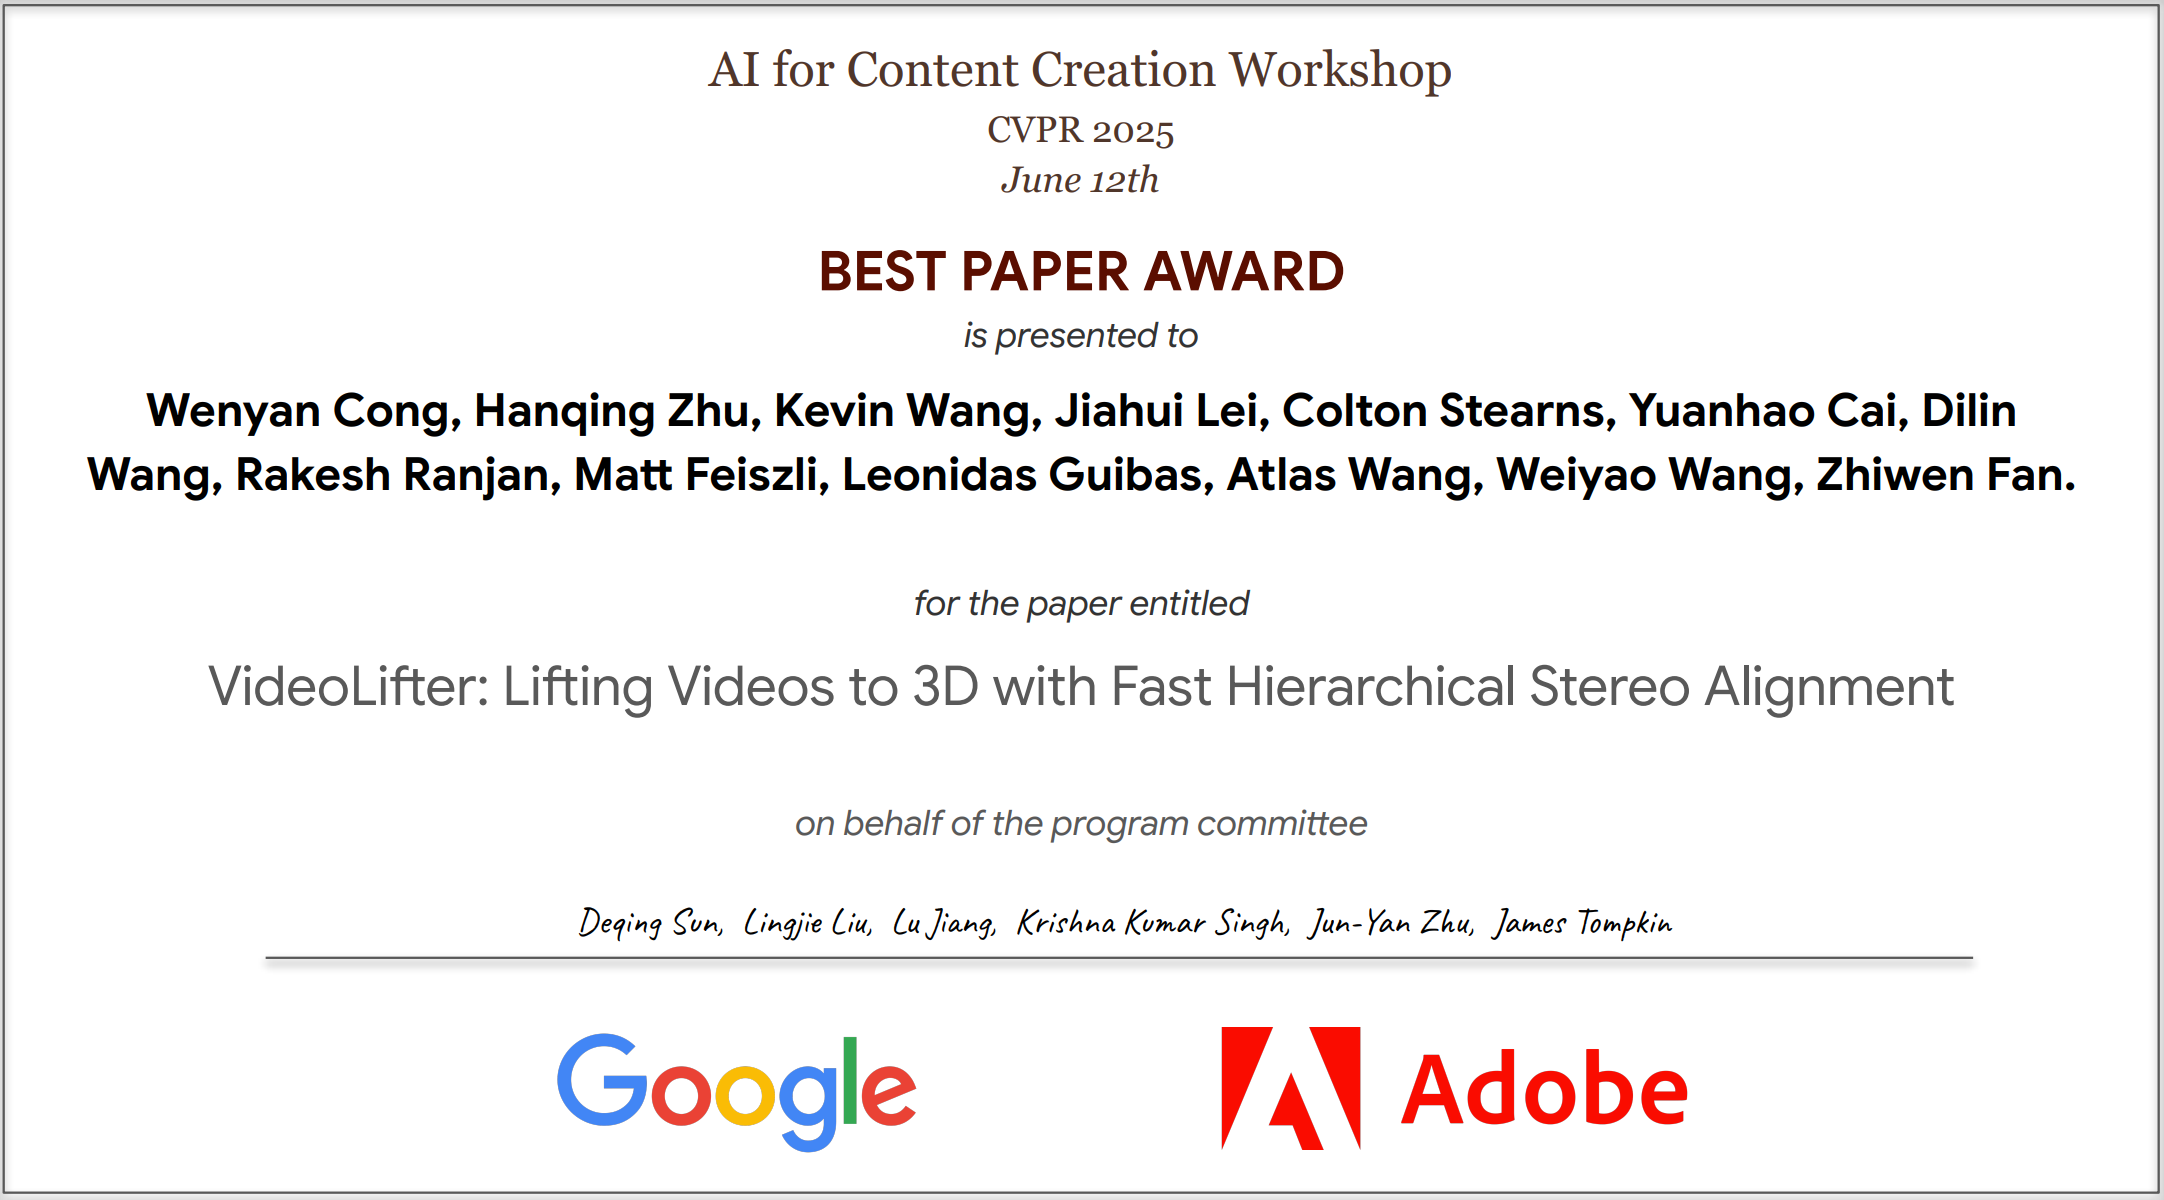 AI for Content Creation Workshop
CVPR 2025
June 12th
BEST PAPER AWARD
is presented to
Wenyan Cong, Hanqing Zhu, Kevin Wang, Jiahui Lei, Colton Stearns, Yuanhao Cai, Dilin
Wang, Rakesh Ranjan, Matt Feiszli, Leonidas Guibas, Atlas Wang, Weiyao Wang, Zhiwen Fan.
for the paper entitled
VideoLifter: Lifting Videos to 3D with Fast Hierarchical Stereo Alignment
on behalf of the program committee
Deqing Sun, Lingjie Liu, Lu Jiang, Krishna Kumar Singh, Jun-Yan Zhu, James Tompkin
Google
Adobe